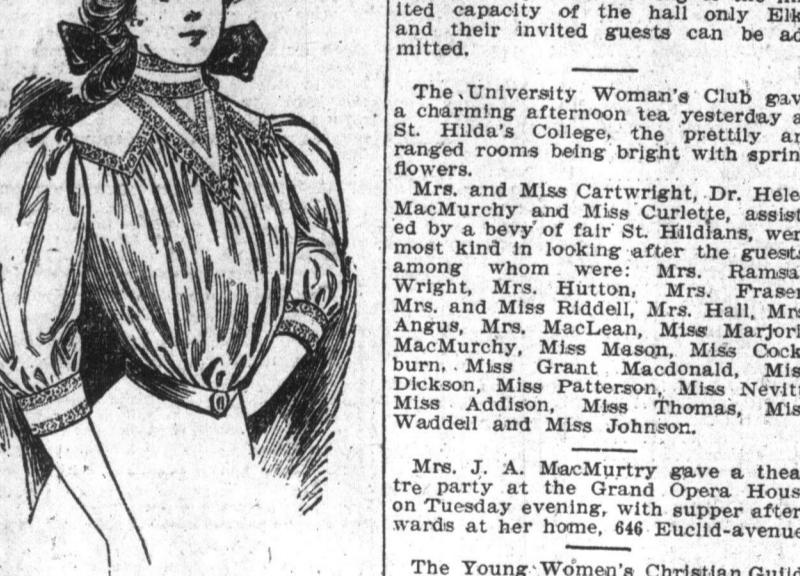 ited capacity of the hall only Elk
and their invited guests can be ad
mitted.
The University Woman's Club gav
a charming afternoon tea yesterday a
St. Hilda's College, the prettily ar
ranged rooms being bright with sprin
flowers.
Mrs. and Miss Cartwright, Dr. Hele
MacMurchy and Miss Curlette, assist
ed by a bevy of fair St. Hildians, wer
most kind in looking after the guests
among whom were: Mrs. Ramsa
Wright, Mrs. Hutton, Mrs. Fraser
Mrs. and Miss Riddell, Mrs. Hall, Mrs
Angus, Mrs. MacLean, Miss Marjori
MacMurchy, Miss Mason, Miss Cock
burn, Miss Grant Macdonald, Mis
Dickson, Miss Patterson, Miss Nevitt
Miss Addison, Miss Thomas, Mis
Waddell and Miss Johnson.
Mrs. J. A. MacMurtry gave a thea
tre party at the Grand Opera Hous
on Tuesday evening, with supper after
wards at her home, 646 Euclid-avenue
The Young Women's Christian Guild